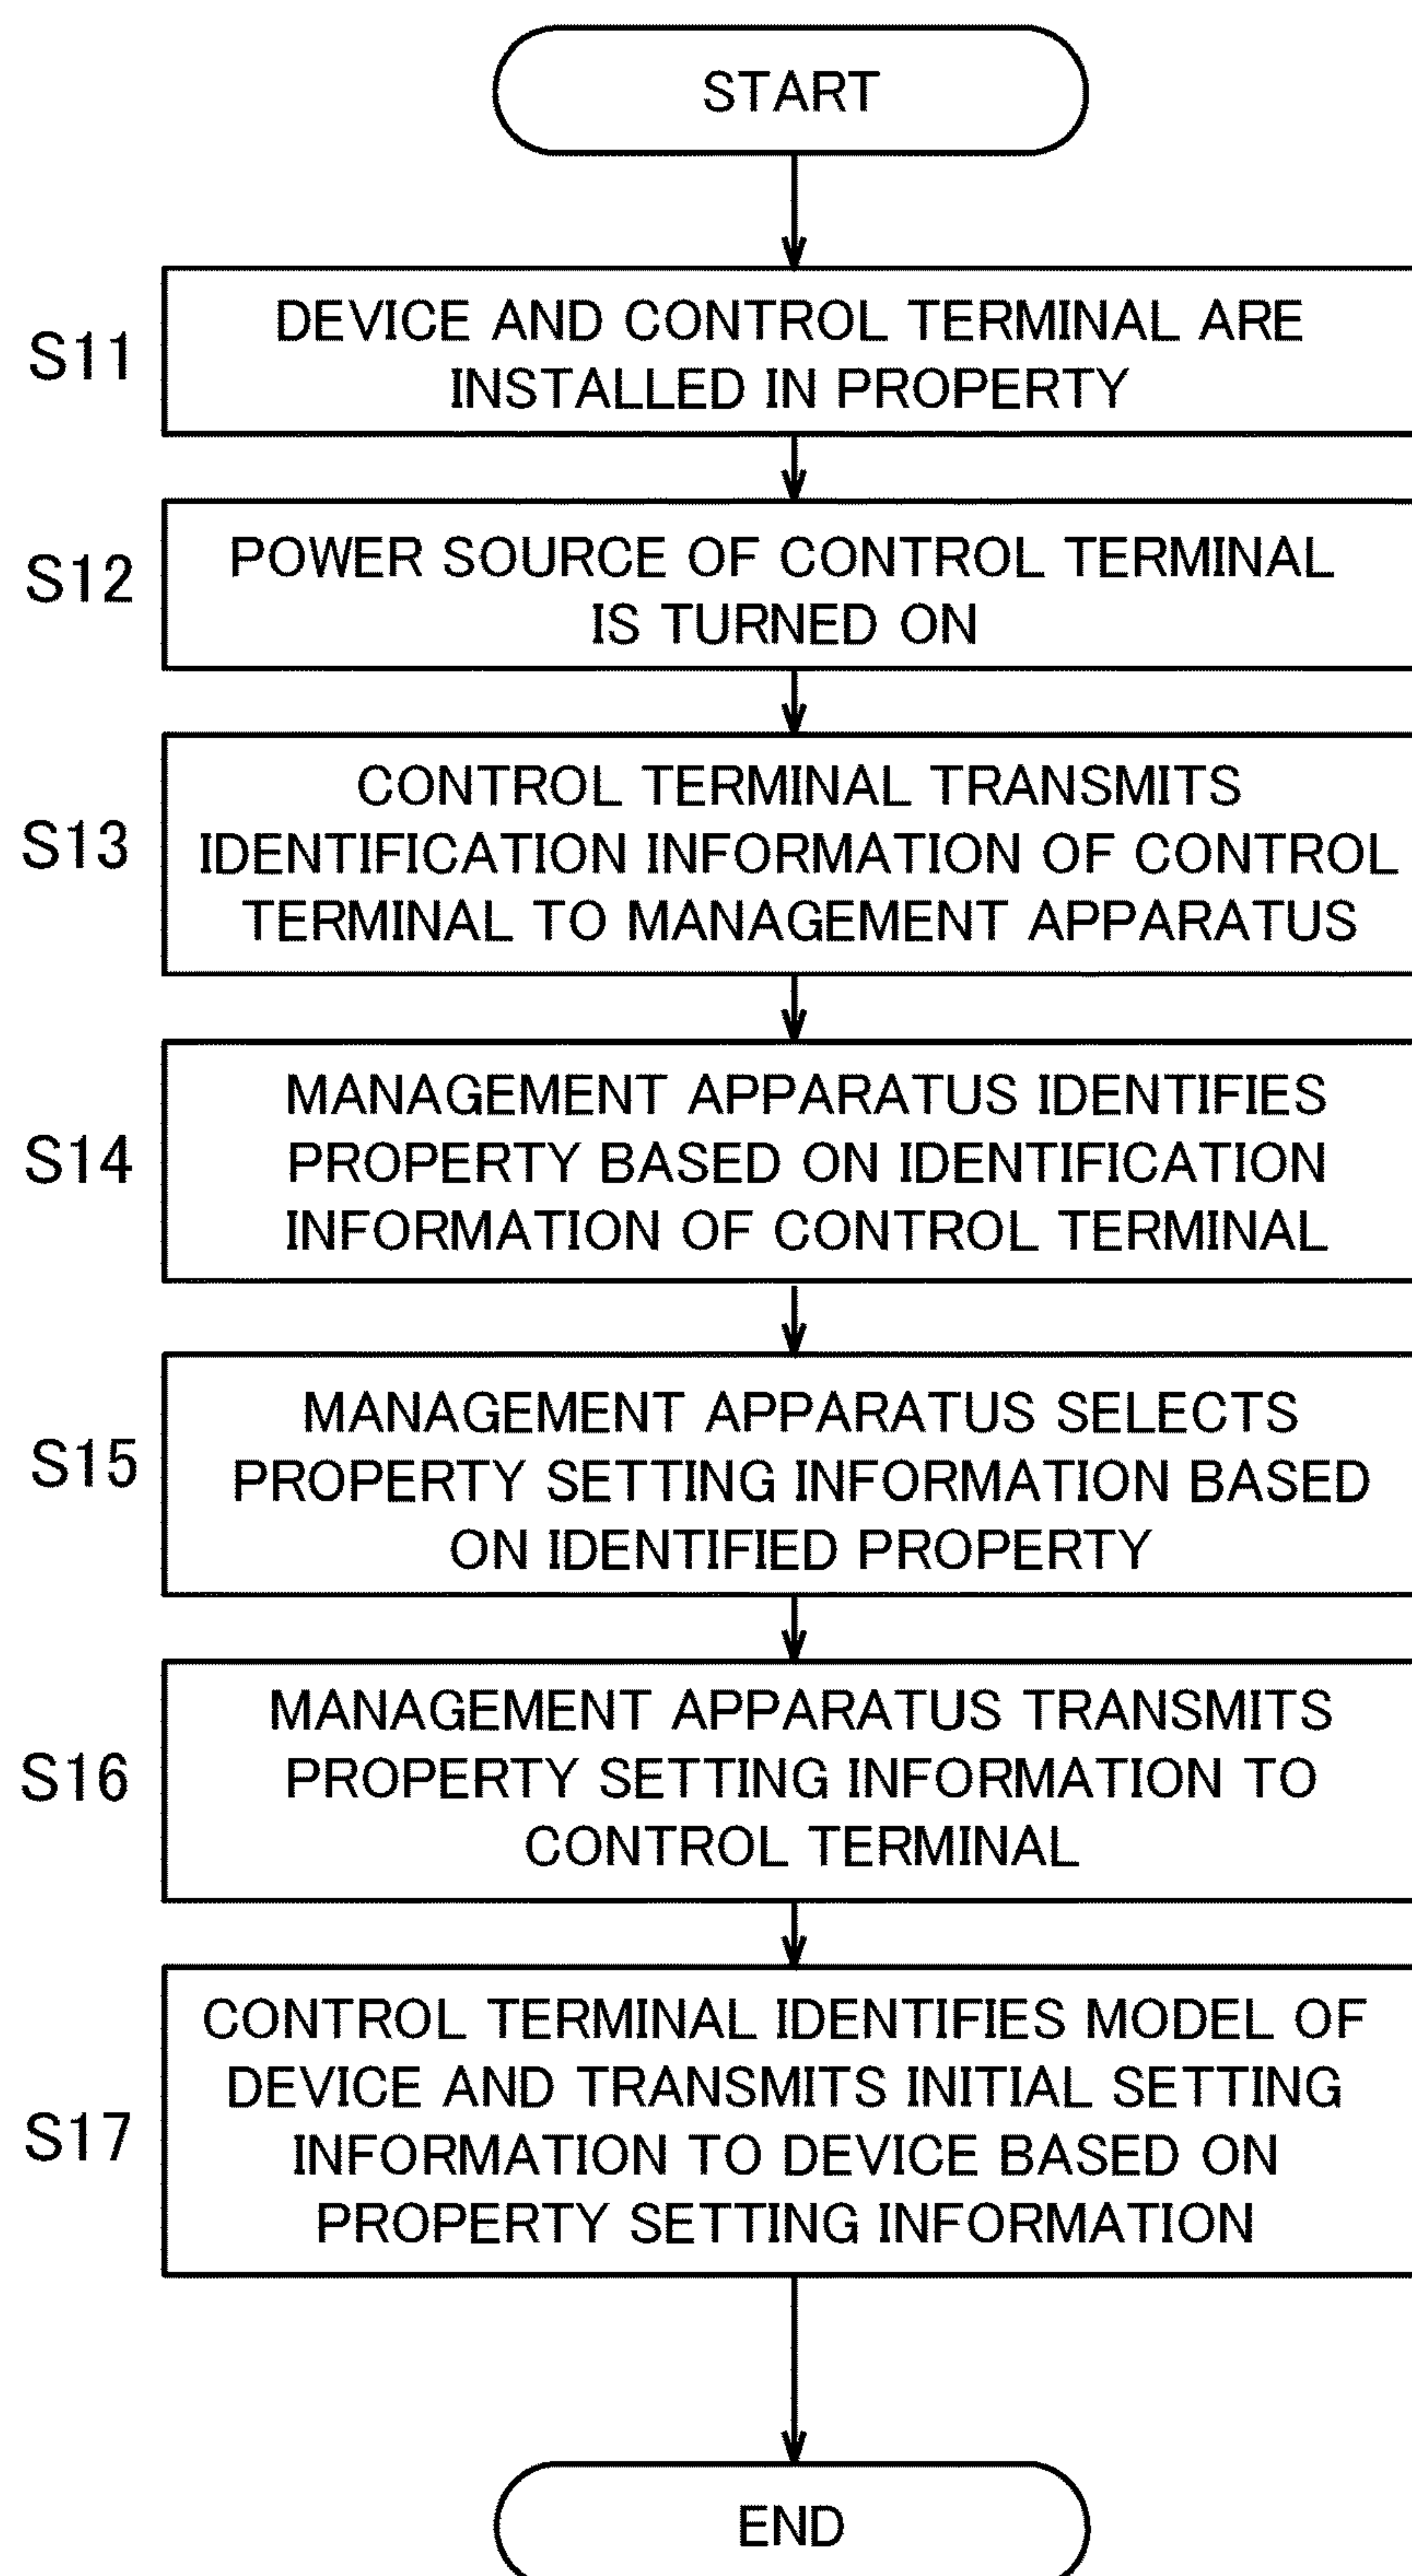 START
S11
DEVICE AND CONTROL TERMINAL ARE
INSTALLED IN PROPERTY
S12
POWER SOURCE OF CONTROL TERMINAL
IS TURNED ON
S13
CONTROL TERMINAL TRANSMITS
IDENTIFICATION INFORMATION OF CONTROL
TERMINAL TO MANAGEMENT APPARATUS
S14
MANAGEMENT APPARATUS IDENTIFIES
PROPERTY BASED ON IDENTIFICATION
INFORMATION OF CONTROL TERMINAL
S15
MANAGEMENT APPARATUS SELECTS
PROPERTY SETTING INFORMATION BASED
ON IDENTIFIED PROPERTY
S16
MANAGEMENT APPARATUS TRANSMITS
PROPERTY SETTING INFORMATION TO
CONTROL TERMINAL
S17
CONTROL TERMINAL IDENTIFIES MODEL OF
DEVICE AND TRANSMITS INITIAL SETTING
INFORMATION TO DEVICE BASED ON
PROPERTY SETTING INFORMATION
END